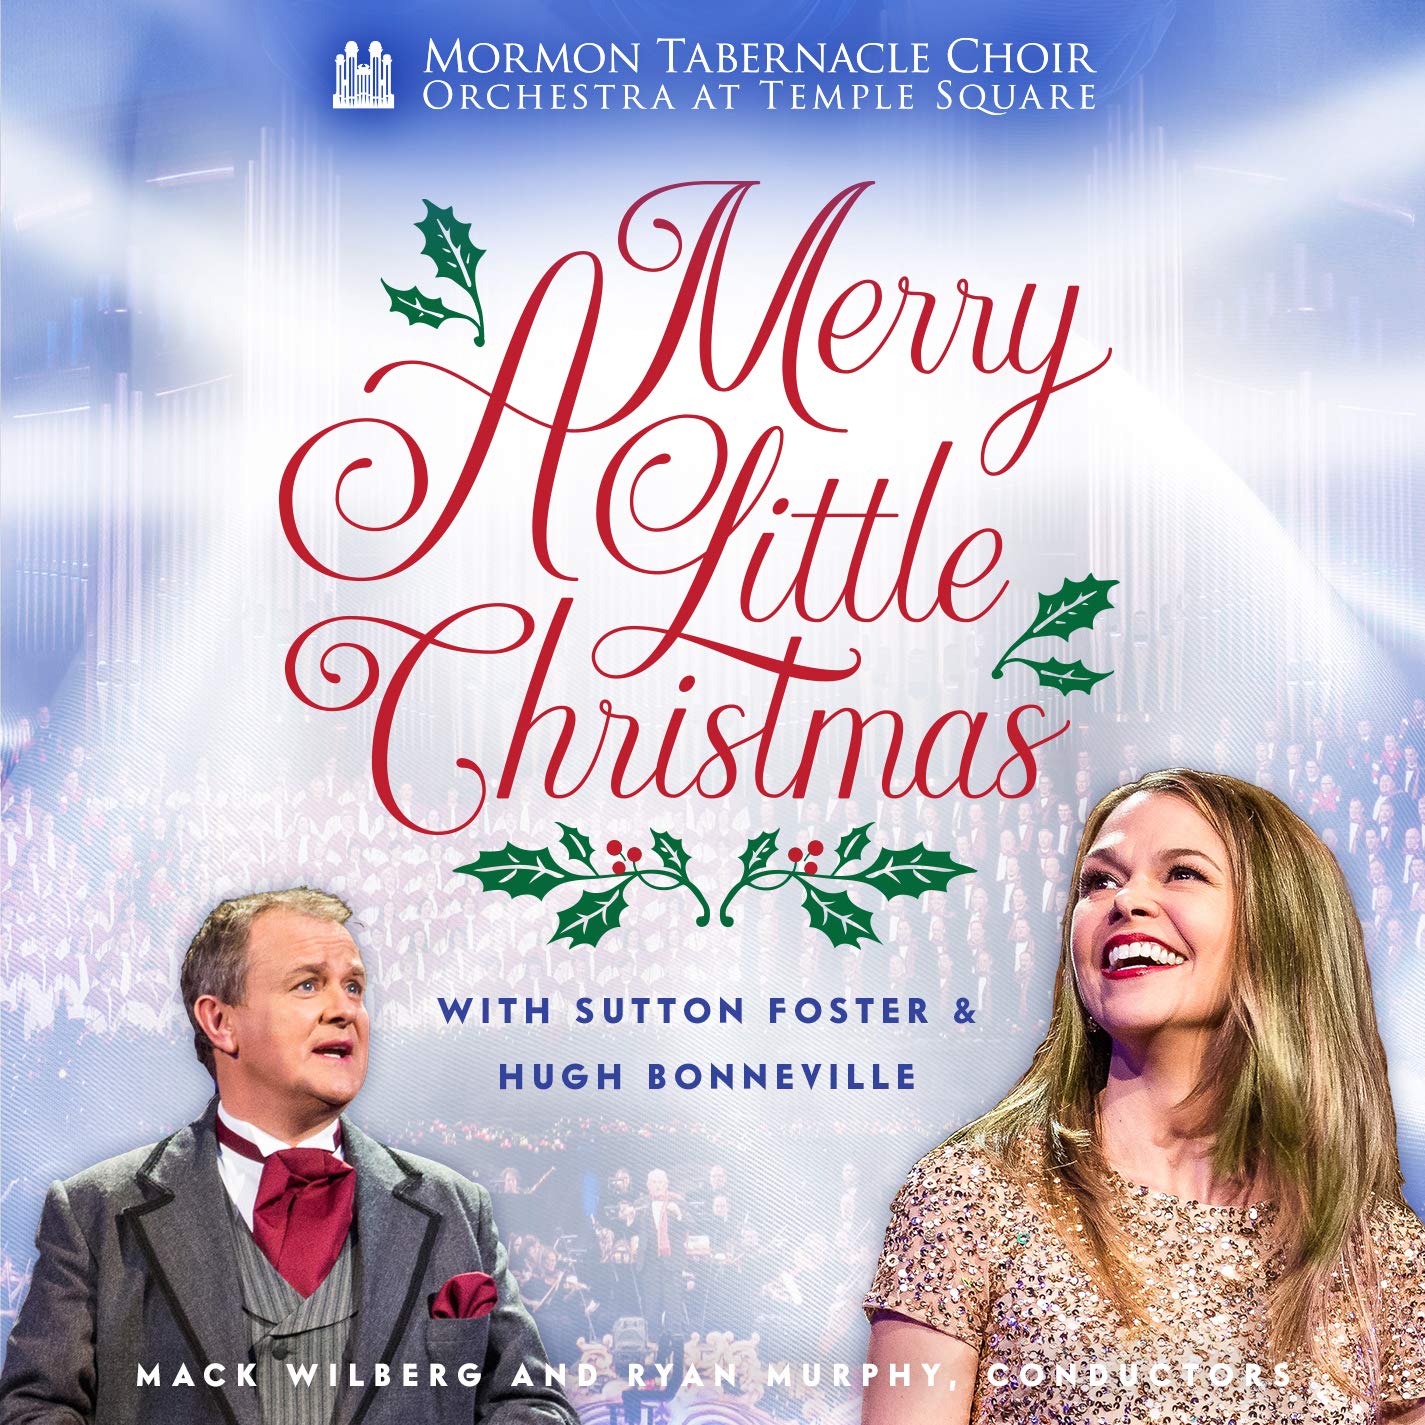 MORMON TABERNACLE CHOIR
ORCHESTRA AT TEMPLE SQUARE
A Merry
Little
Christmas
WITH SUTTON FOSTER &
HUGH BONNEVILLE
MACK WILBERG AND RYAN MURPHY, CONDUCTORS